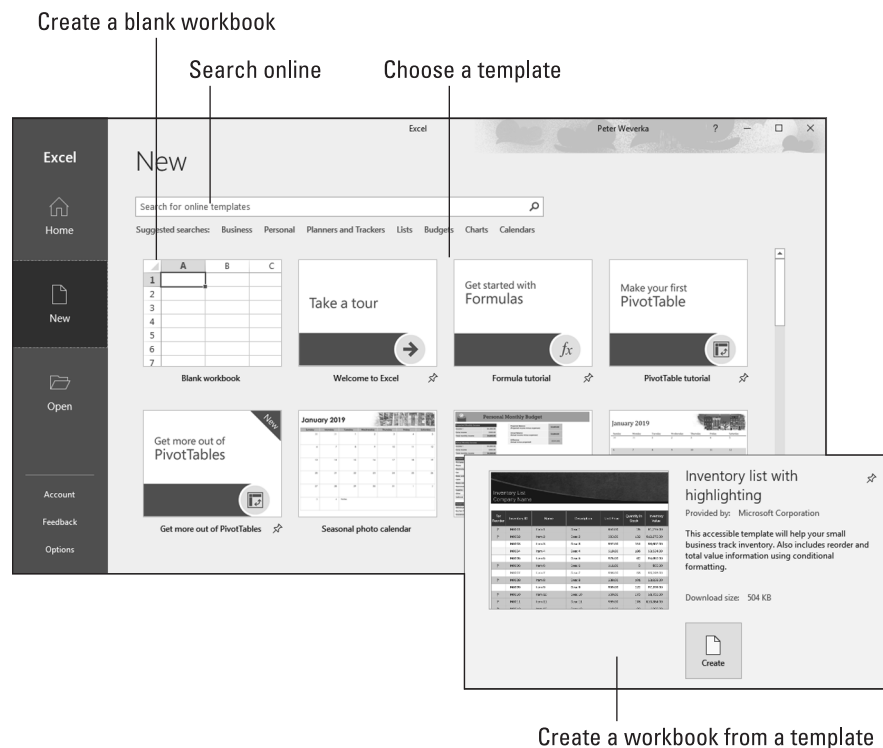 Create a blank workbook
Search online
Choose a template
Excel
Peter Weverka
?
Excel
New
Home
Search for online templates
Suggested searches: Business Personal Planners and Trackers Lists Budgets Charts Calendars
New
Open
Account
Feedback
Options
A B C
1
2
3
4
5
6
7
Blank workbook
Take a tour
Welcome to Excel
Get started with
Formulas
fx
Formula tutorial
Make your first
PivotTable
PivotTable tutorial
New
Get more out of
PivotTables
Get more out of PivotTables
January 2019
WINTER
Seasonal photo calendar
Personal Monthly Budget
January 2019
Inventory List
Company Name
Inventory list with
highlighting
Provided by: Microsoft Corporation
This accessible template will help your small
business track inventory. Also includes reorder and
total value information using conditional
formatting.
Download size: 504 KB
Create
Create a workbook from a template